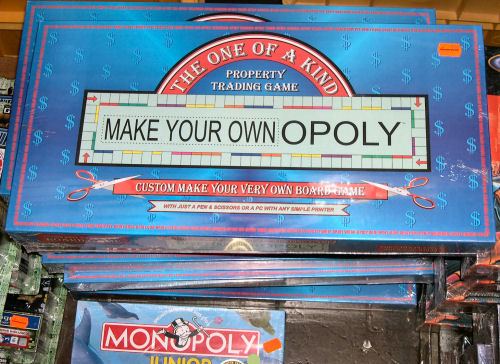 THE ONE OF A KIND
PROPERTY
TRADING GAME
MAKE YOUR OWN OPOLY
CUSTOM MAKE YOUR VERY OWN BOARD GAME
WITH JUST A PEN & SCISSORS OR A PC WITH ANY SIMPLE PRINTER
MONOPOLY
JUNIOR